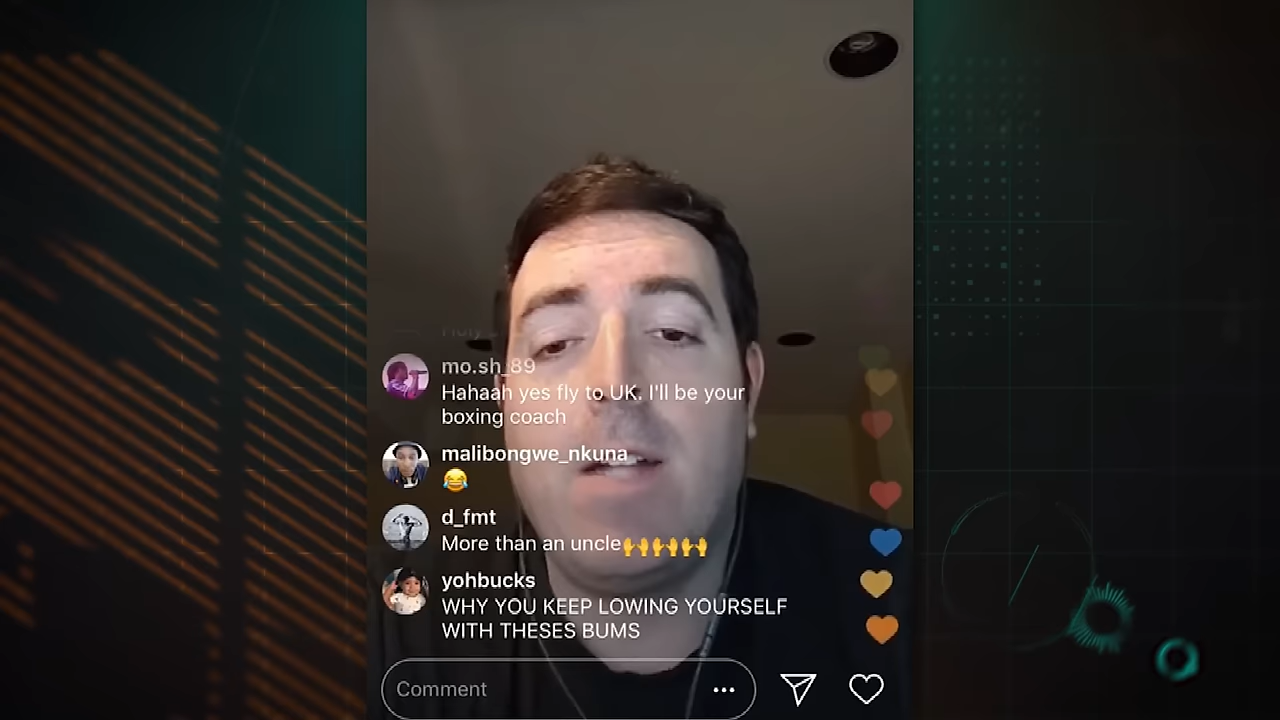 mo.sh_89
Hahaah yes fly to UK. I'll be your
boxing coach
malibongwe_nkuna
😂
d_fmt
More than an uncle🙌🙌🙌🙌
yohbucks
WHY YOU KEEP LOWING YOURSELF
WITH THESES BUMS
Comment